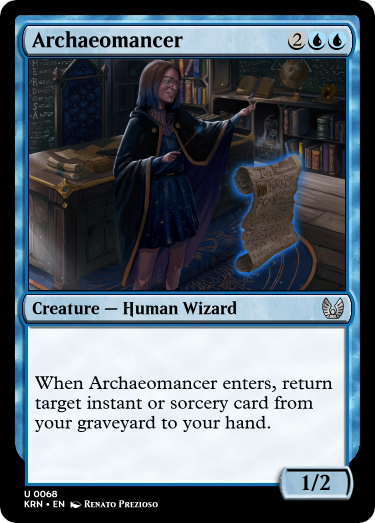 Archaeomancer 2
Creature — Human Wizard
When Archaeomancer enters, return
target instant or sorcery card from
your graveyard to your hand.
1/2
U 0068
KRN • EN Renato Prezioso